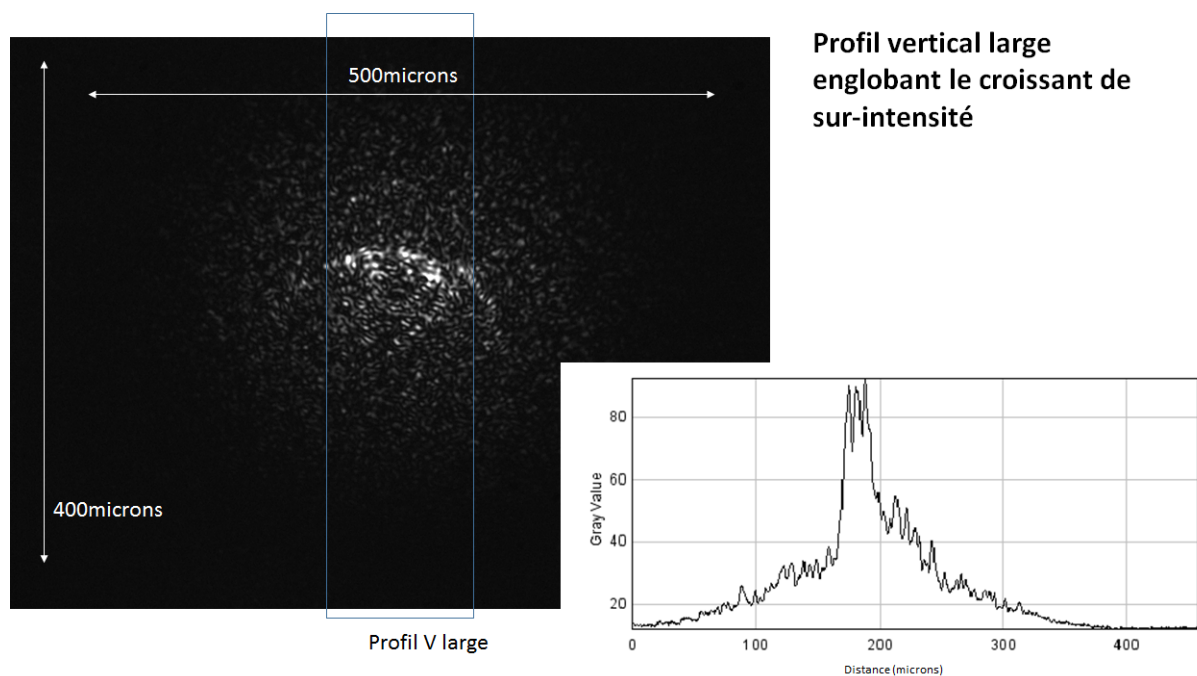 500microns
Profil vertical large
englobant le croissant de
sur-intensité
400microns
Profil V large
Gray Value
80
60
40
20
0
100
200
300
400
Distance (microns)